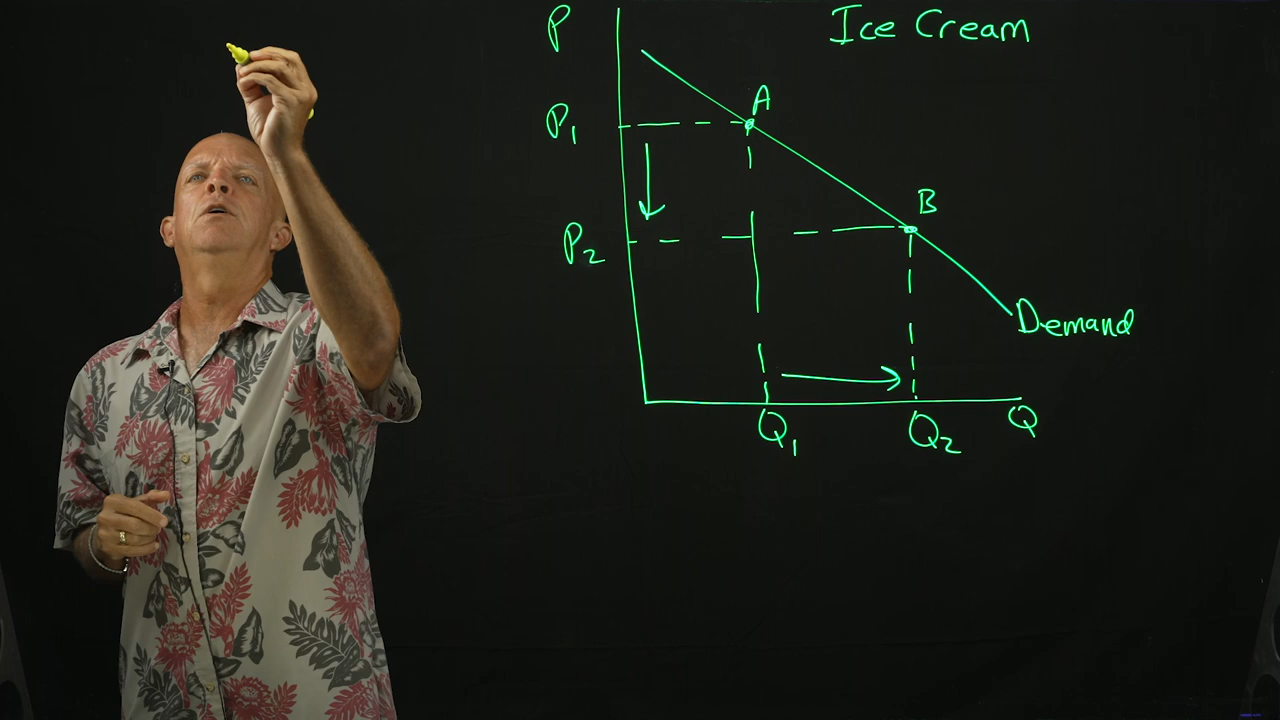 P
Ice Cream
A
P₁
B
P₂
Demand
Q₁
Q₂
Q